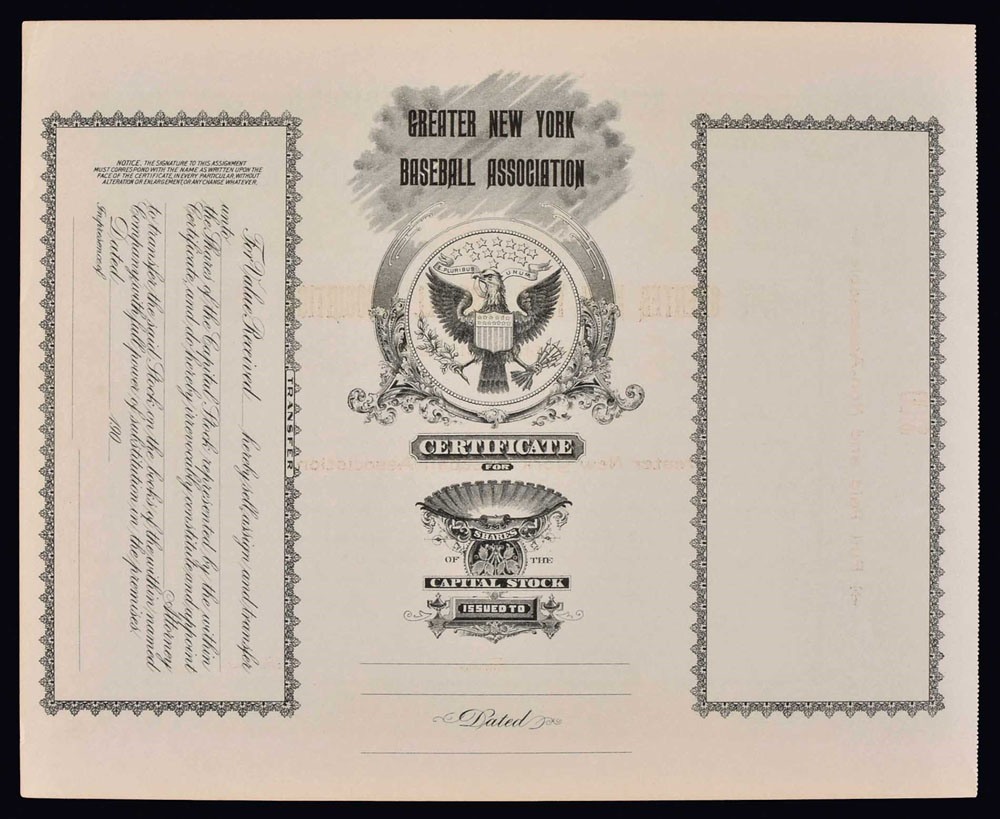 NOTICE, THE SIGNATURE TO THIS ASSIGNMENT
MUST CORRESPOND WITH THE NAME AS WRITTEN UPON THE
FACE OF THE CERTIFICATE, IN EVERY PARTICULAR, WITHOUT
ALTERATION OR ENLARGEMENT, OR ANY CHANGE WHATEVER.
For Value Received hereby sell, assign and transfer
unto
the Shares of the Capital Stock represented by the within
Certificate, and do hereby irrevocably constitute and appoint
Attorney
to transfer the said Stock on the books of the within named
Company with full power of substitution in the premises.
Dated 190
In presence of
TRANSFER
GREATER NEW YORK
BASEBALL ASSOCIATION
E PLURIBUS UNUM
CERTIFICATE
FOR
SHARES
OF THE
CAPITAL STOCK
ISSUED TO
Dated